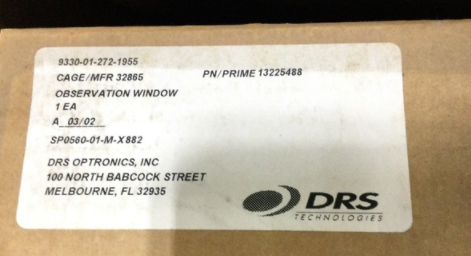 9330-01-272-1955
CAGE/MFR 32865 PN/PRIME 13225488
OBSERVATION WINDOW
1 EA
A 03/02
SP0560-01-M-X882
DRS OPTRONICS, INC
100 NORTH BABCOCK STREET
MELBOURNE, FL 32935
DRS
TECHNOLOGIES